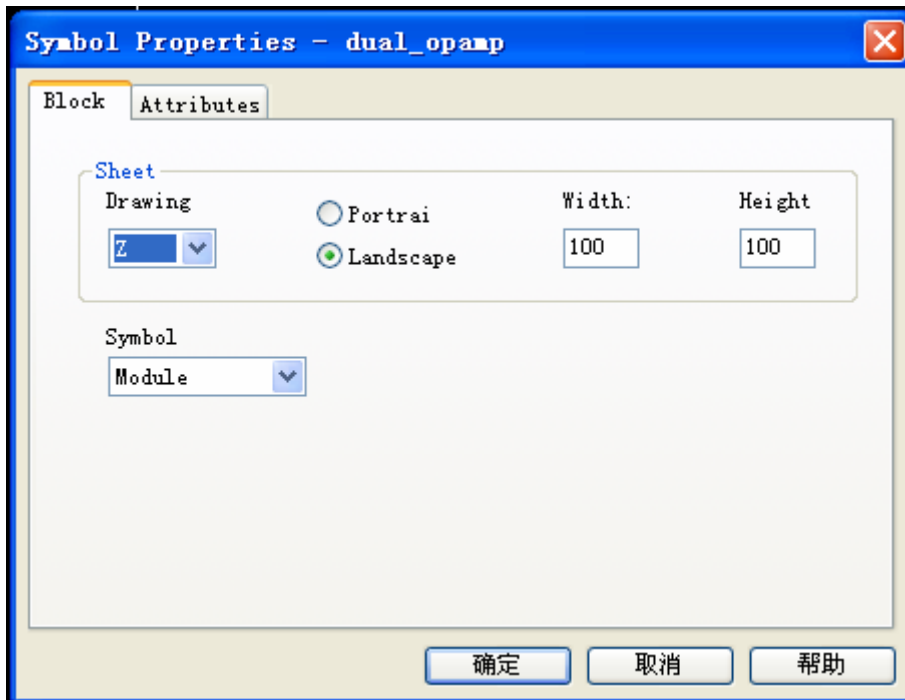 Symbol Properties - dual_opamp
Block Attributes
Sheet
Drawing Width: Height
Portrai
Z 100 100
Landscape
Symbol
Module
确定 取消 帮助